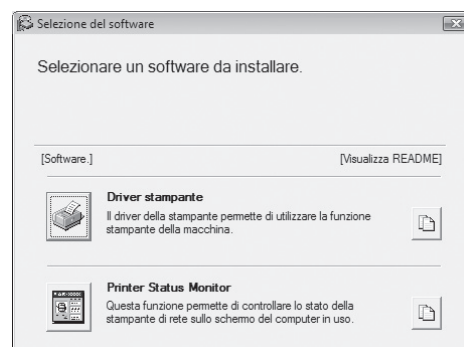 Selezione del software
Selezionare un software da installare.
[Software.] [Visualizza README]
Driver stampante
Il driver della stampante permette di utilizzare la funzione
stampante della macchina.
Printer Status Monitor
Questa funzione permette di controllare lo stato della
stampante di rete sullo schermo del computer in uso.